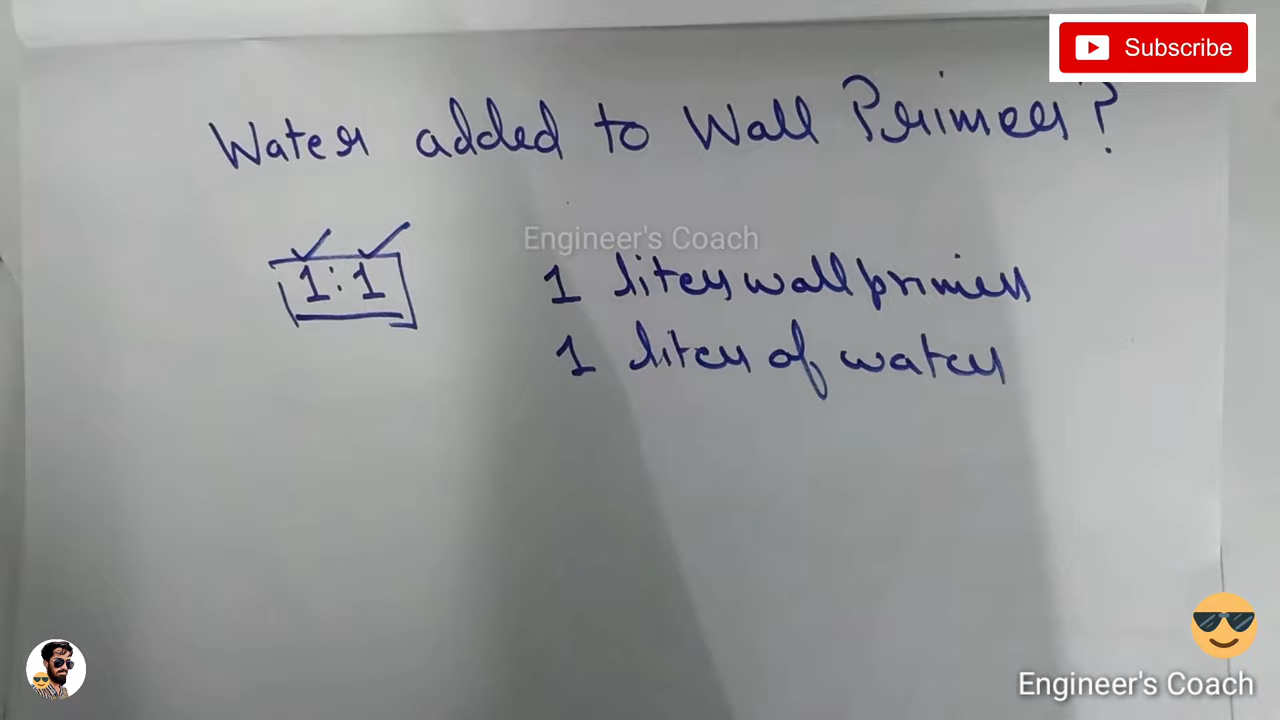 Subscribe
Water added to Wall Primer?
Engineer's Coach
1:1
1 liter wall primer
1 liter of water
Engineer's Coach